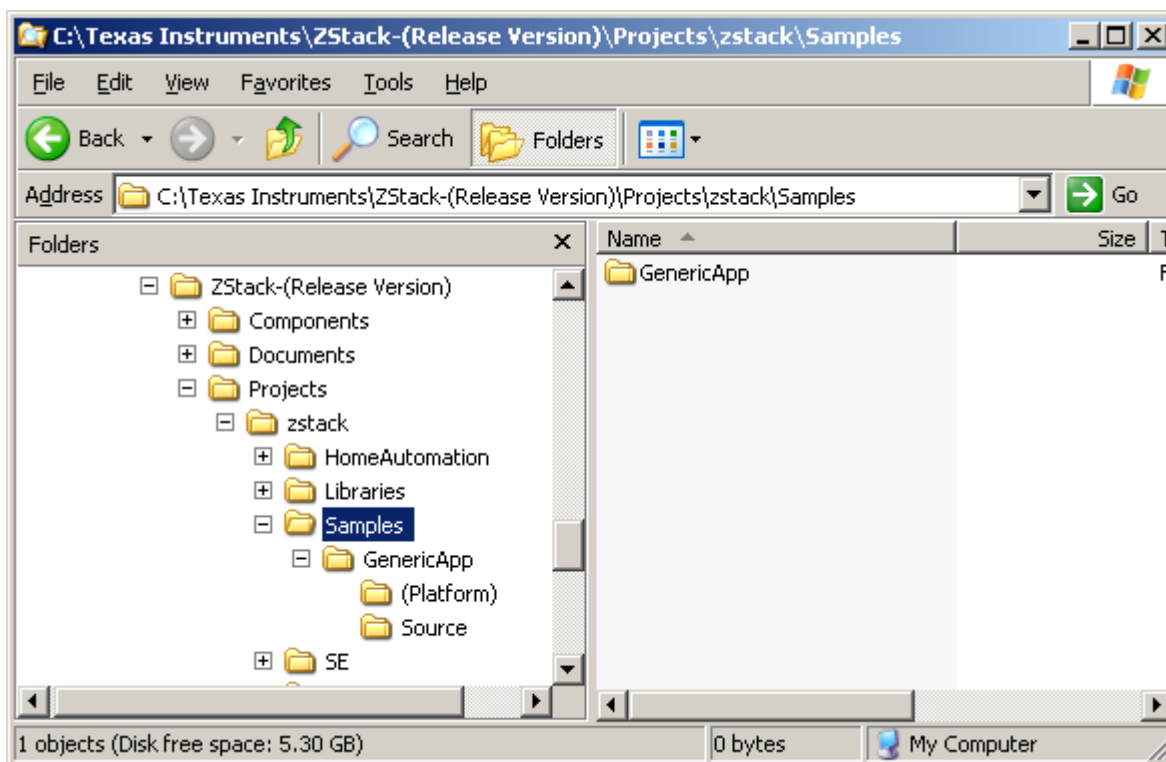 C:\Texas Instruments\ZStack-(Release Version)\Projects\zstack\Samples
File Edit View Favorites Tools Help
Back Search Folders
Address C:\Texas Instruments\ZStack-(Release Version)\Projects\zstack\Samples Go
Folders
Name Size
ZStack-(Release Version)
Components
Documents
Projects
zstack
HomeAutomation
Libraries
Samples
GenericApp
(Platform)
Source
SE
GenericApp
1 objects (Disk free space: 5.30 GB) 0 bytes My Computer